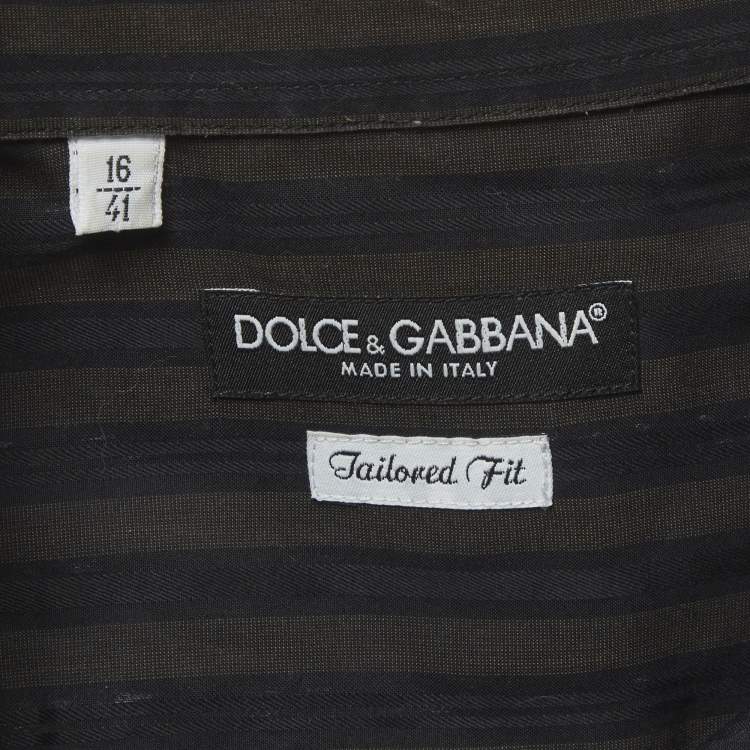 16
41
DOLCE & GABBANA®
MADE IN ITALY
Tailored Fit